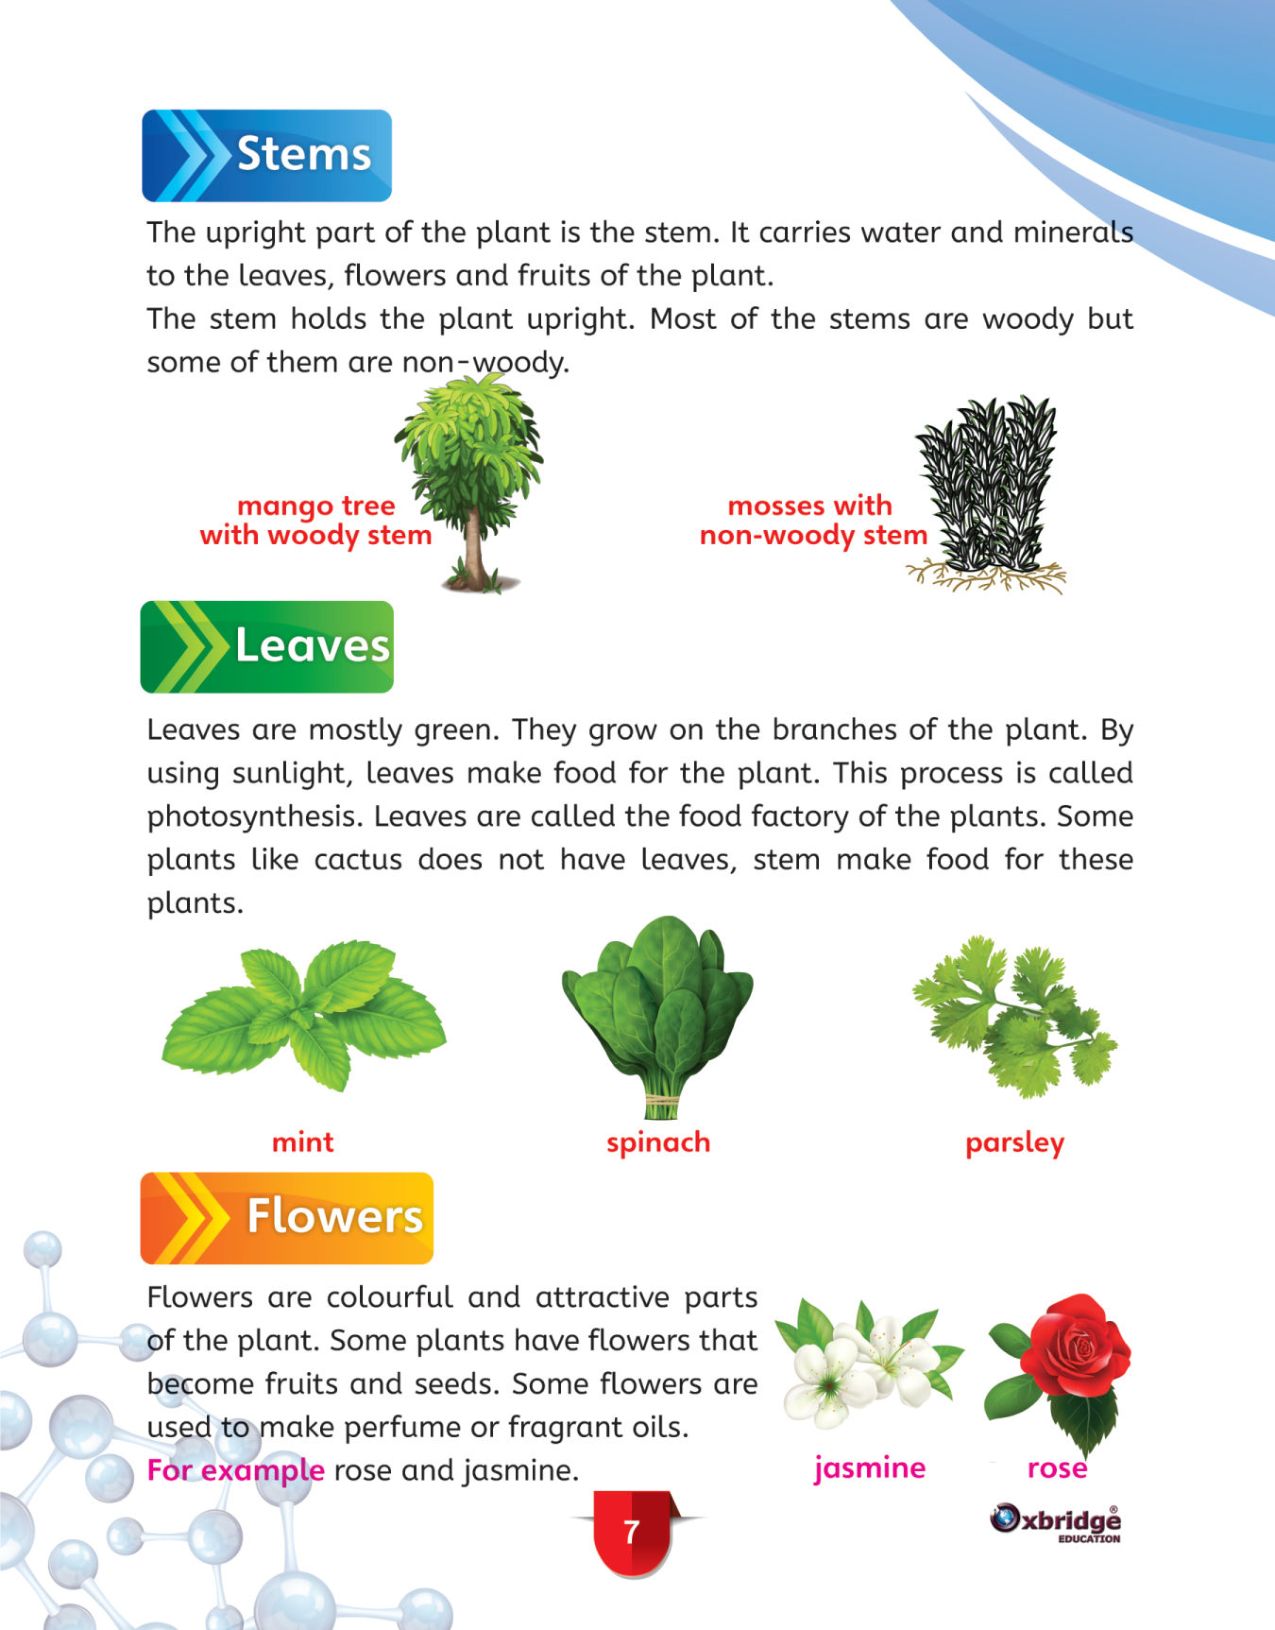 Stems
The upright part of the plant is the stem. It carries water and minerals
to the leaves, flowers and fruits of the plant.
The stem holds the plant upright. Most of the stems are woody but
some of them are non-woody.
mango tree
with woody stem
mosses with
non-woody stem
Leaves
Leaves are mostly green. They grow on the branches of the plant. By
using sunlight, leaves make food for the plant. This process is called
photosynthesis. Leaves are called the food factory of the plants. Some
plants like cactus does not have leaves, stem make food for these
plants.
mint
spinach
parsley
Flowers
Flowers are colourful and attractive parts
of the plant. Some plants have flowers that
become fruits and seeds. Some flowers are
used to make perfume or fragrant oils.
For example rose and jasmine.
jasmine
rose
7
Oxbridge®
EDUCATION